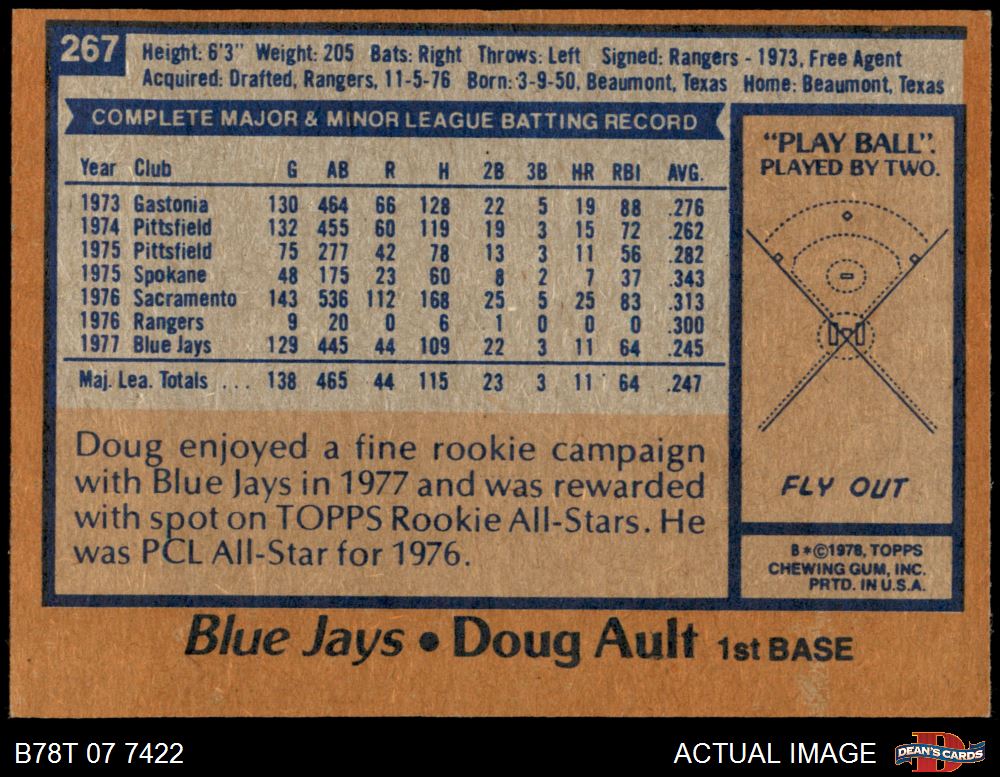 267
Height: 6'3" Weight: 205 Bats: Right Throws: Left Signed: Rangers - 1973, Free Agent
Acquired: Drafted, Rangers, 11-5-76 Born: 3-9-50, Beaumont, Texas Home: Beaumont, Texas
COMPLETE MAJOR & MINOR LEAGUE BATTING RECORD
Year Club G AB R H 2B 3B HR RBI AVG.
1973 Gastonia 130 464 66 128 22 5 19 88 .276
1974 Pittsfield 132 455 60 119 19 3 15 72 .262
1975 Pittsfield 75 277 42 78 13 3 11 56 .282
1975 Spokane 48 175 23 60 8 2 7 37 .343
1976 Sacramento 143 536 112 168 25 5 25 83 .313
1976 Rangers 9 20 0 6 1 0 0 0 .300
1977 Blue Jays 129 445 44 109 22 3 11 64 .245
Maj. Lea. Totals ... 138 465 44 115 23 3 11 64 .247
Doug enjoyed a fine rookie campaign
with Blue Jays in 1977 and was rewarded
with spot on TOPPS Rookie All-Stars. He
was PCL All-Star for 1976.
"PLAY BALL".
PLAYED BY TWO.
FLY OUT
B*©1978, TOPPS
CHEWING GUM, INC.
PRTD. IN U.S.A.
Blue Jays • Doug Ault 1st BASE
B78T 07 7422
ACTUAL IMAGE
DEAN'S CARDS